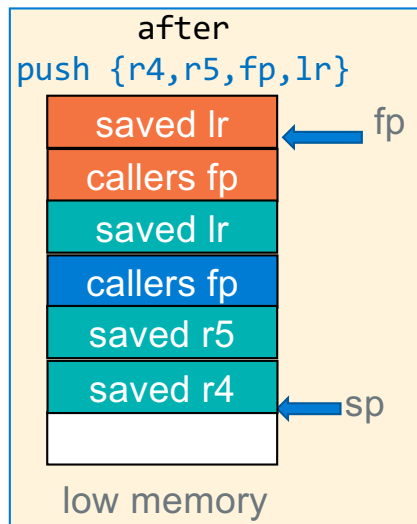 after
push {r4,r5,fp,lr}
saved lr
fp
callers fp
saved lr
callers fp
saved r5
saved r4
sp
low memory